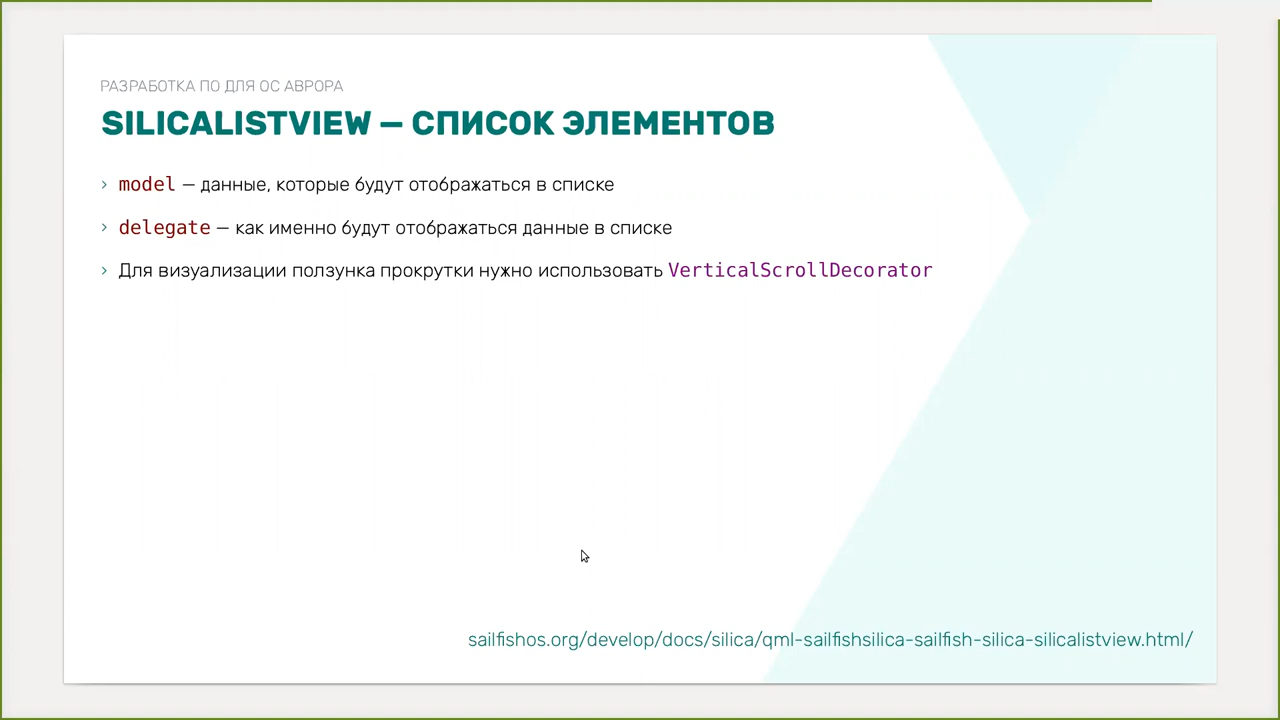 РАЗРАБОТКА ПО ДЛЯ ОС АВРОРА
SILICALISTVIEW — СПИСОК ЭЛЕМЕНТОВ
› model — данные, которые будут отображаться в списке
› delegate — как именно будут отображаться данные в списке
› Для визуализации ползунка прокрутки нужно использовать VerticalScrollDecorator
sailfishos.org/develop/docs/silica/qml-sailfishsilica-sailfish-silica-silicalistview.html/